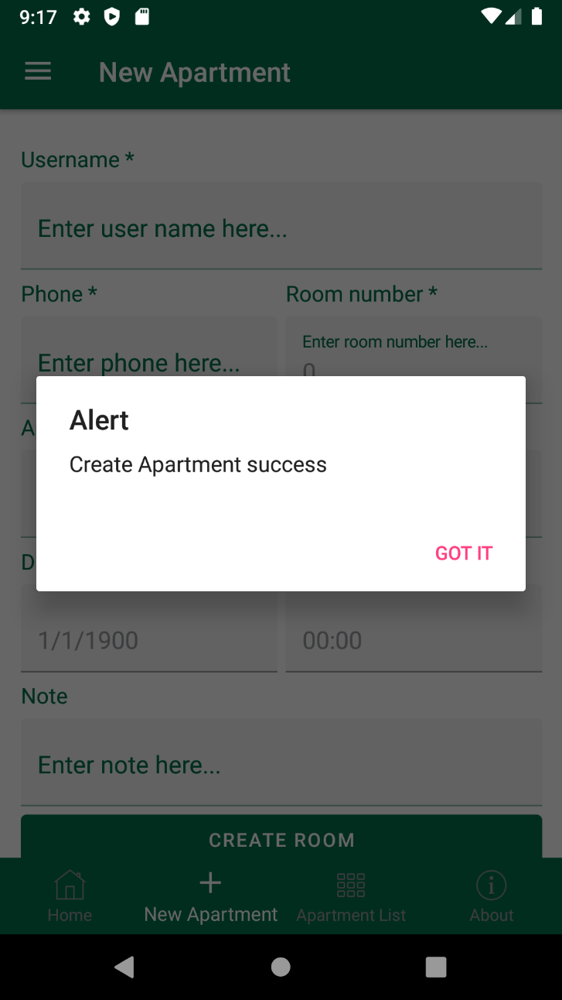 9:17
New Apartment
Username *
Enter user name here...
Phone * Room number *
Enter phone here... Enter room number here...
0
A
Alert
Create Apartment success
GOT IT
D
1/1/1900 00:00
Note
Enter note here...
CREATE ROOM
Home New Apartment Apartment List About